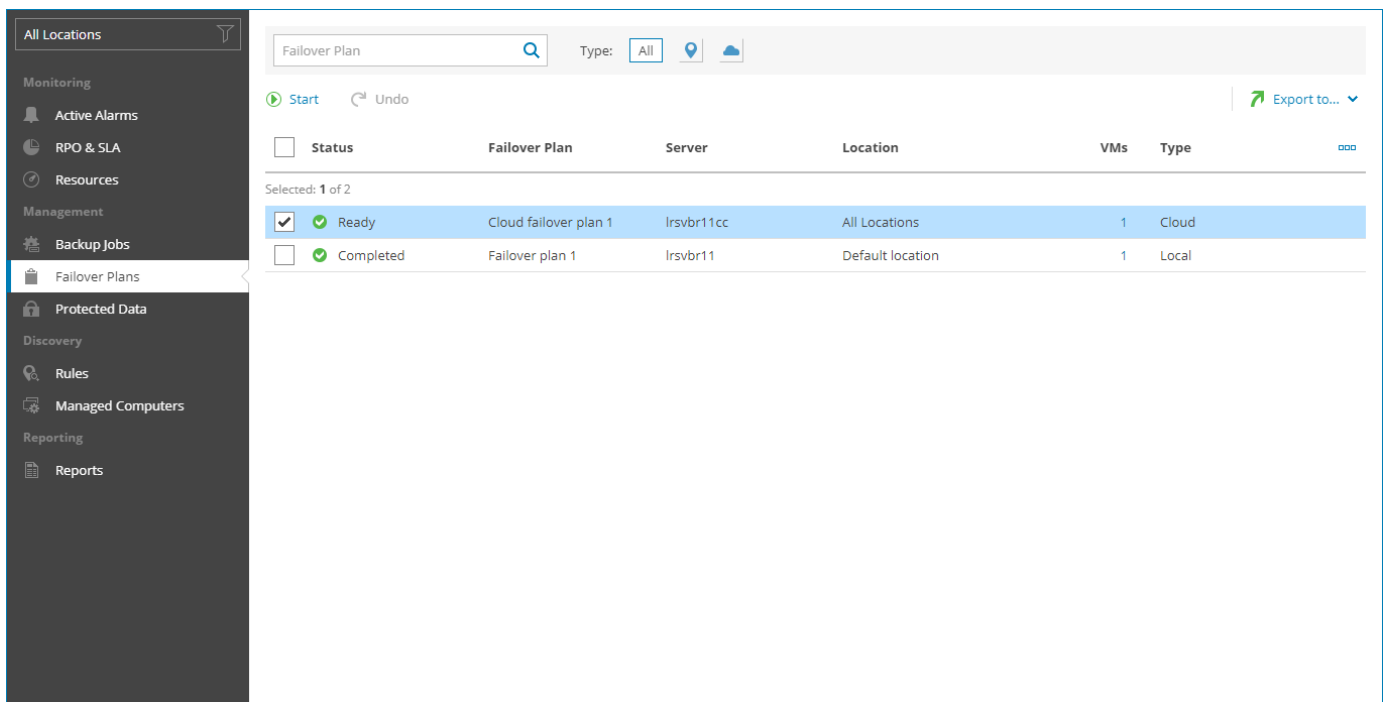 All Locations
Monitoring
Active Alarms
RPO & SLA
Resources
Management
Backup Jobs
Failover Plans
Protected Data
Discovery
Rules
Managed Computers
Reporting
Reports
Failover Plan Type: All
Start Undo Export to...
Status Failover Plan Server Location VMs Type
Selected: 1 of 2
Ready Cloud failover plan 1 lrsvbr11cc All Locations 1 Cloud
Completed Failover plan 1 lrsvbr11 Default location 1 Local